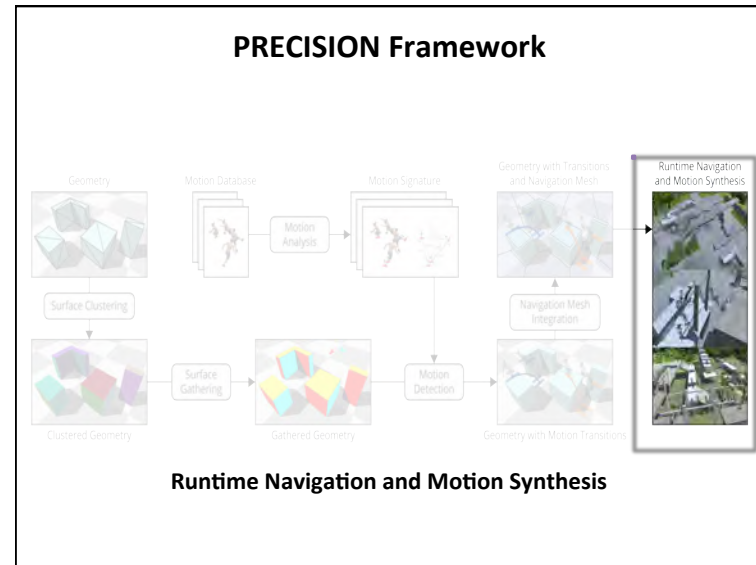 PRECISION Framework
Geometry
Motion Database
Motion Signature
Geometry with Transitions
and Navigation Mesh
Runtime Navigation
and Motion Synthesis
Motion
Analysis
Surface Clustering
Navigation Mesh
Integration
Surface
Gathering
Motion
Detection
Clustered Geometry
Gathered Geometry
Geometry with Motion Transitions
Runtime Navigation and Motion Synthesis